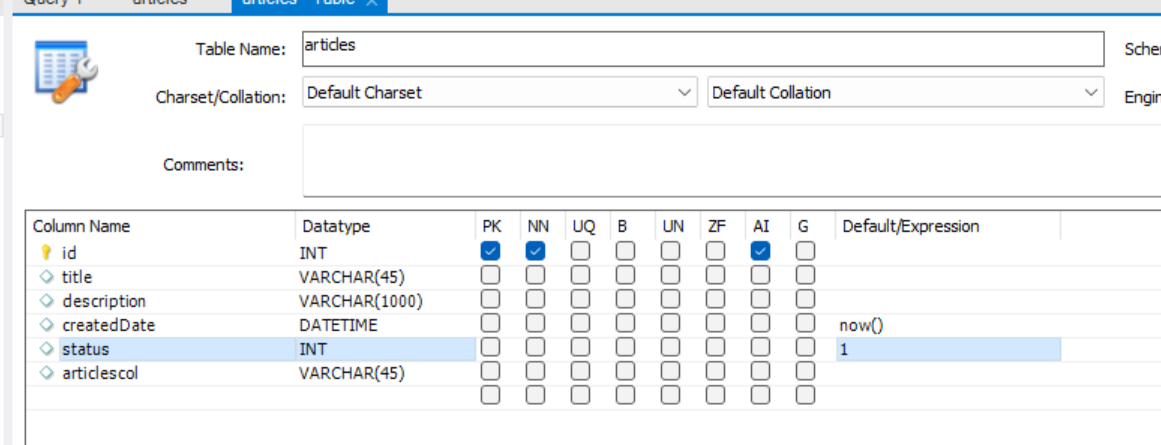 Query 1 articles articles - Table ×
Table Name: articles
Charset/Collation: Default Charset Default Collation
Comments:
Column Name Datatype PK NN UQ B UN ZF AI G Default/Expression
id INT
title VARCHAR(45)
description VARCHAR(1000)
createdDate DATETIME now()
status INT 1
articlescol VARCHAR(45)